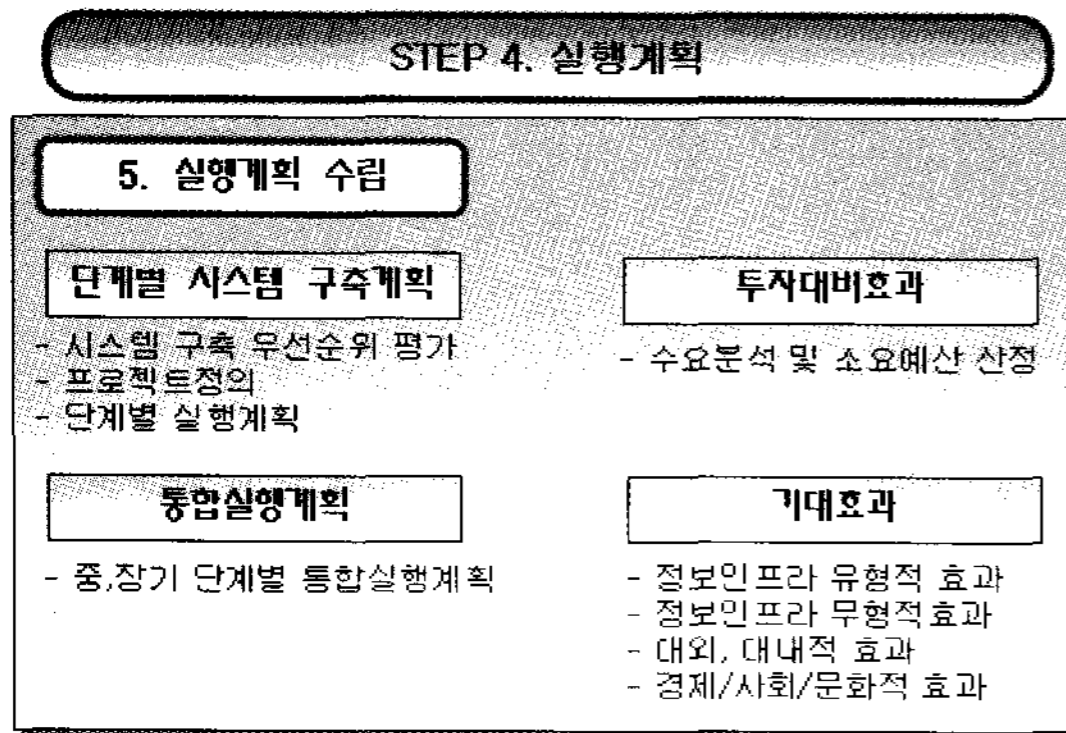 STEP 4. 실행계획
5. 실행계획 수립
단계별 시스템 구축계획
- 시스템 구축 우선순위 평가
- 프로젝트정의
- 단계별 실행계획
투자대비효과
- 수요분석 및 소요예산 산정
통합실행계획
- 중,장기 단계별 통합실행계획
기대효과
- 정보인프라 유형적 효과
- 정보인프라 무형적효과
- 대외, 대내적 효과
- 경제/사회/문화적 효과